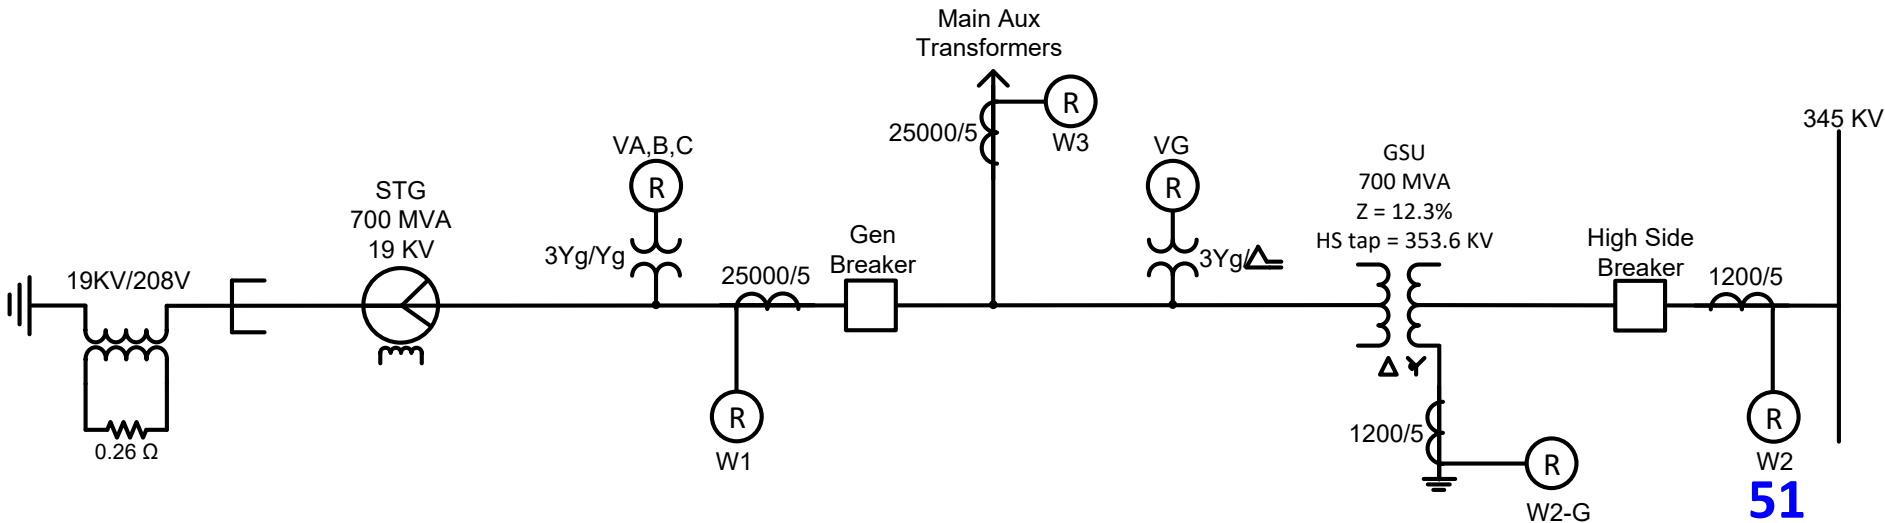 Main Aux
Transformers
R
25000/5
W3
345 KV
VA,B,C
R
VG
R
GSU
700 MVA
Z = 12.3%
HS tap = 353.6 KV
STG
700 MVA
19 KV
3Yg/Yg
Gen
Breaker
3Yg/
High Side
Breaker
19KV/208V
25000/5
1200/5
R
W1
0.26 Ω
1200/5
R
W2-G
R
W2
51